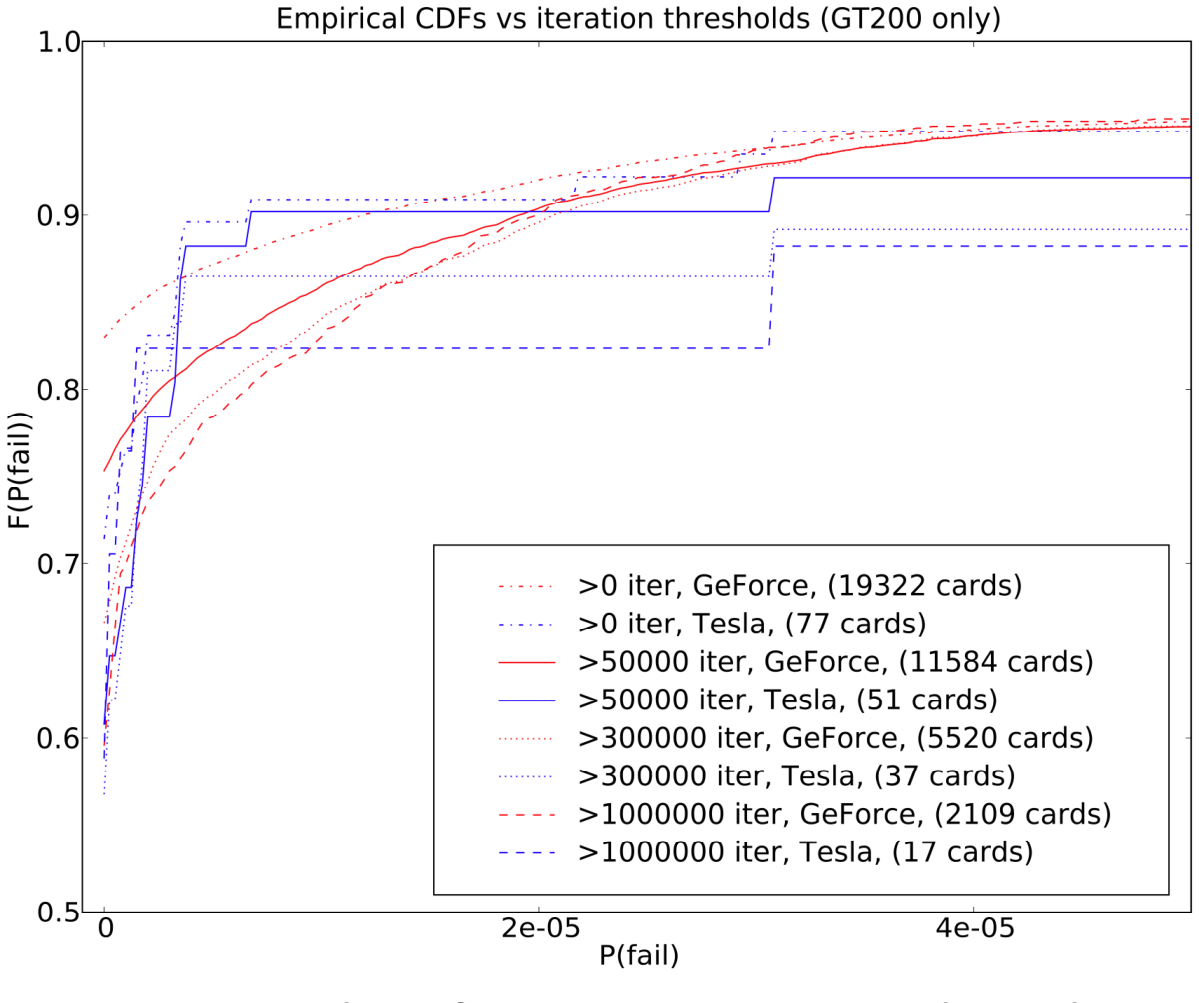 Empirical CDFs vs iteration thresholds (GT200 only)
1.0
0.9
0.8
0.7
0.6
0.5
F(P(fail))
>0 iter, GeForce, (19322 cards)
>0 iter, Tesla, (77 cards)
>50000 iter, GeForce, (11584 cards)
>50000 iter, Tesla, (51 cards)
>300000 iter, GeForce, (5520 cards)
>300000 iter, Tesla, (37 cards)
>1000000 iter, GeForce, (2109 cards)
>1000000 iter, Tesla, (17 cards)
0 2e-05 4e-05
P(fail)